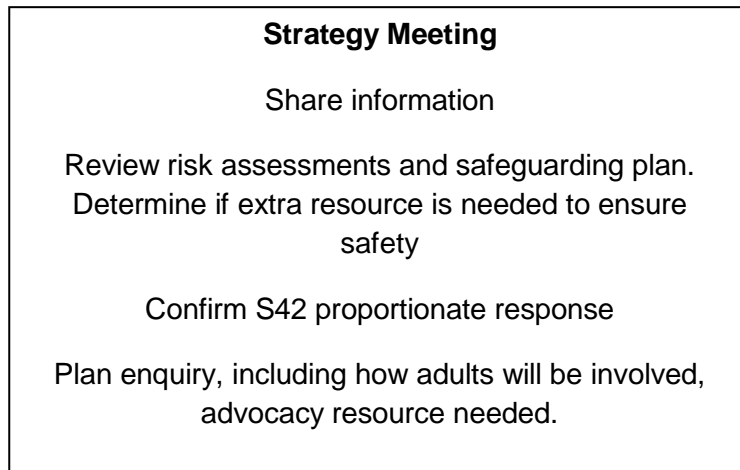 Strategy Meeting
Share information
Review risk assessments and safeguarding plan.
Determine if extra resource is needed to ensure
safety
Confirm S42 proportionate response
Plan enquiry, including how adults will be involved,
advocacy resource needed.